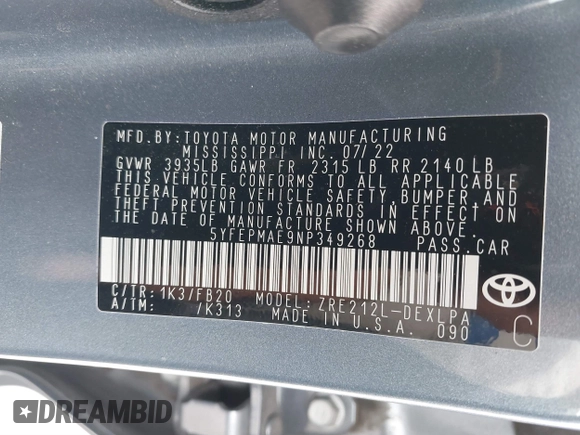 MFD.BY:TOYOTA MOTOR MANUFACTURING
MISSISSIPPI INC. 07/22
GVWR 3935LB GAWR FR 2315 LB RR 2140 LB
THIS VEHICLE CONFORMS TO ALL APPLICABLE
FEDERAL MOTOR VEHICLE SAFETY, BUMPER, AND
THEFT PREVENTION STANDARDS IN EFFECT ON
THE DATE OF MANUFACTURE SHOWN ABOVE.
5YFEPMAE9NP349268 PASS.CAR
C/TR:1K3/FB20 MODEL:ZRE212L-DEXLPA
A/TM: /K313 MADE IN U.S.A. 090
C
DREAMBID